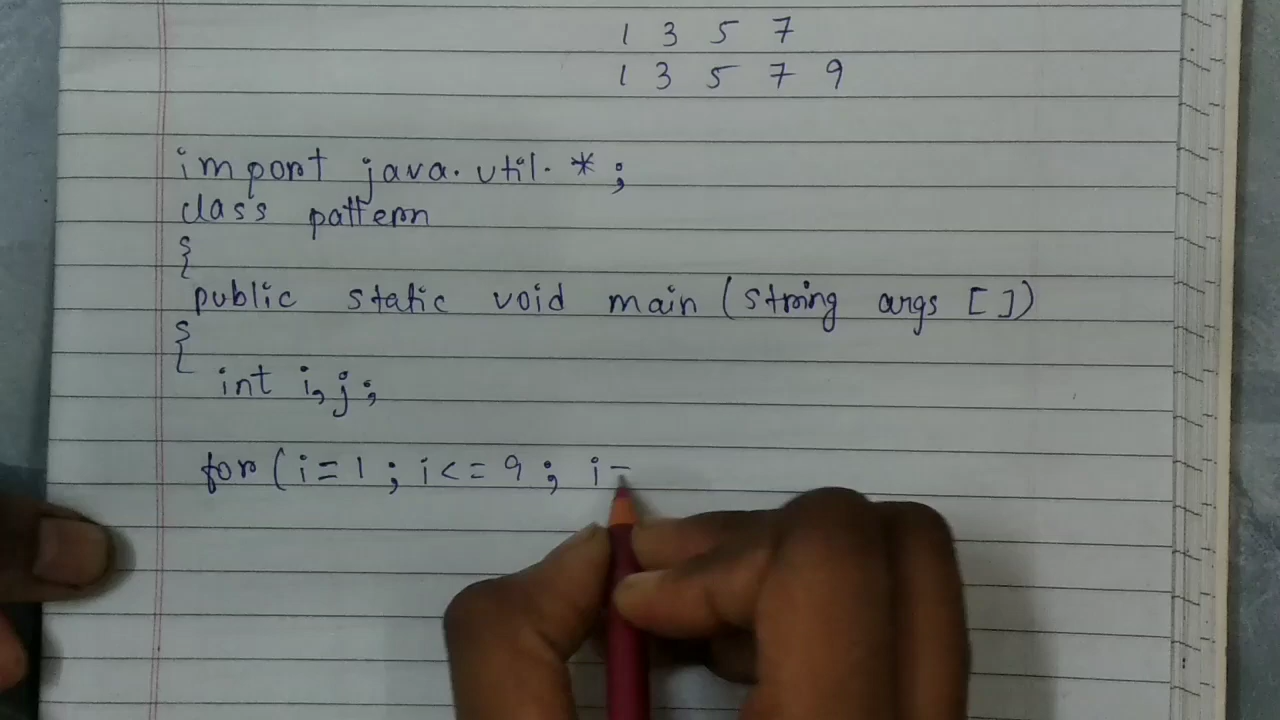 1 3 5 7
1 3 5 7 9
import java.util.*;
class pattern
{
public static void main (string args [])
{
int i,j;
for (i=1; i<=9; i-